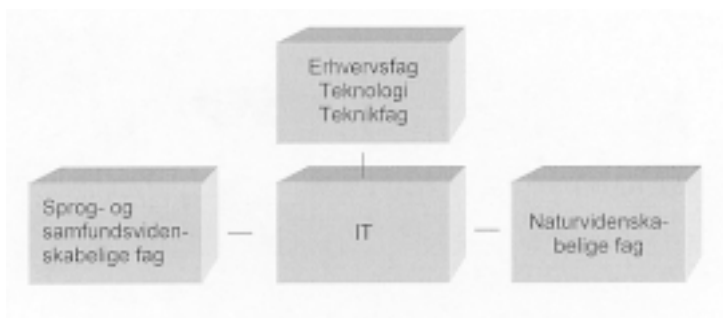 Erhvervsfag
Teknologi
Teknikfag
Sprog- og
samfundsviden-
skabelige fag
IT
Naturvidenska-
belige fag